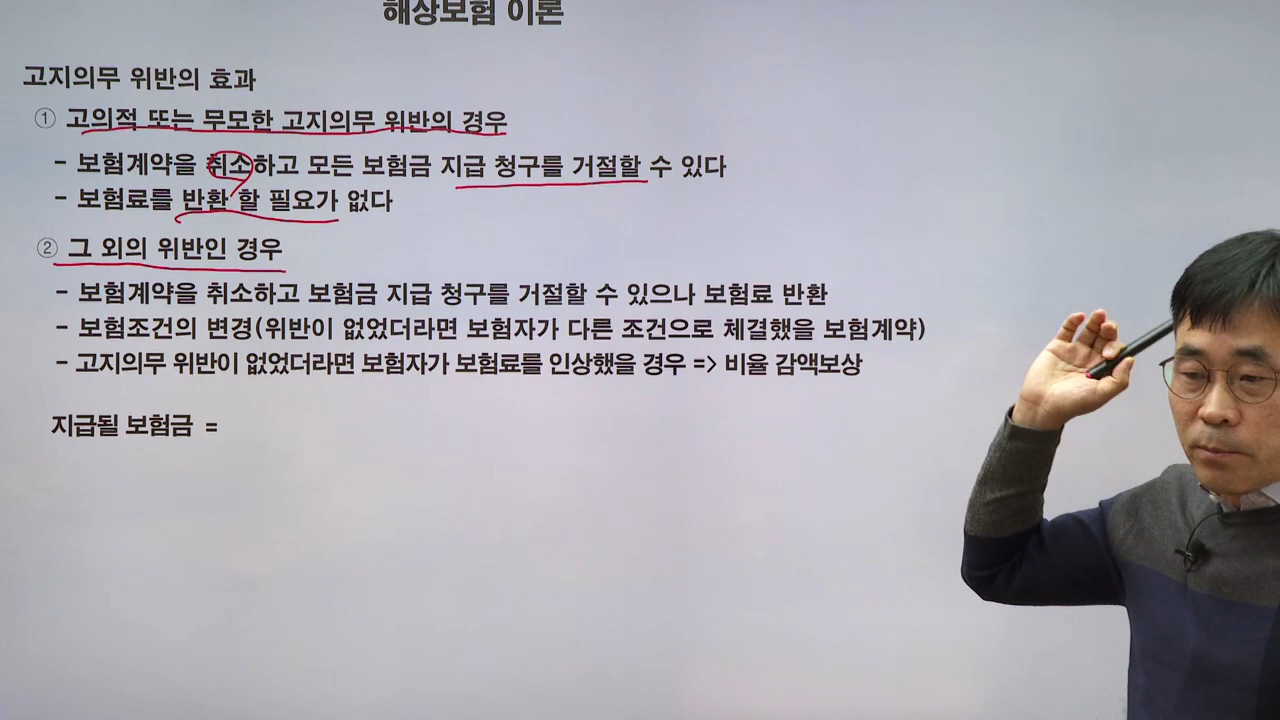 해상보험 이론
고지의무 위반의 효과
① 고의적 또는 무모한 고지의무 위반의 경우
- 보험계약을 취소하고 모든 보험금 지급 청구를 거절할 수 있다
- 보험료를 반환 할 필요가 없다
② 그 외의 위반인 경우
- 보험계약을 취소하고 보험금 지급 청구를 거절할 수 있으나 보험료 반환
- 보험조건의 변경(위반이 없었더라면 보험자가 다른 조건으로 체결했을 보험계약)
- 고지의무 위반이 없었더라면 보험자가 보험료를 인상했을 경우 => 비율 감액보상
지급될 보험금 =